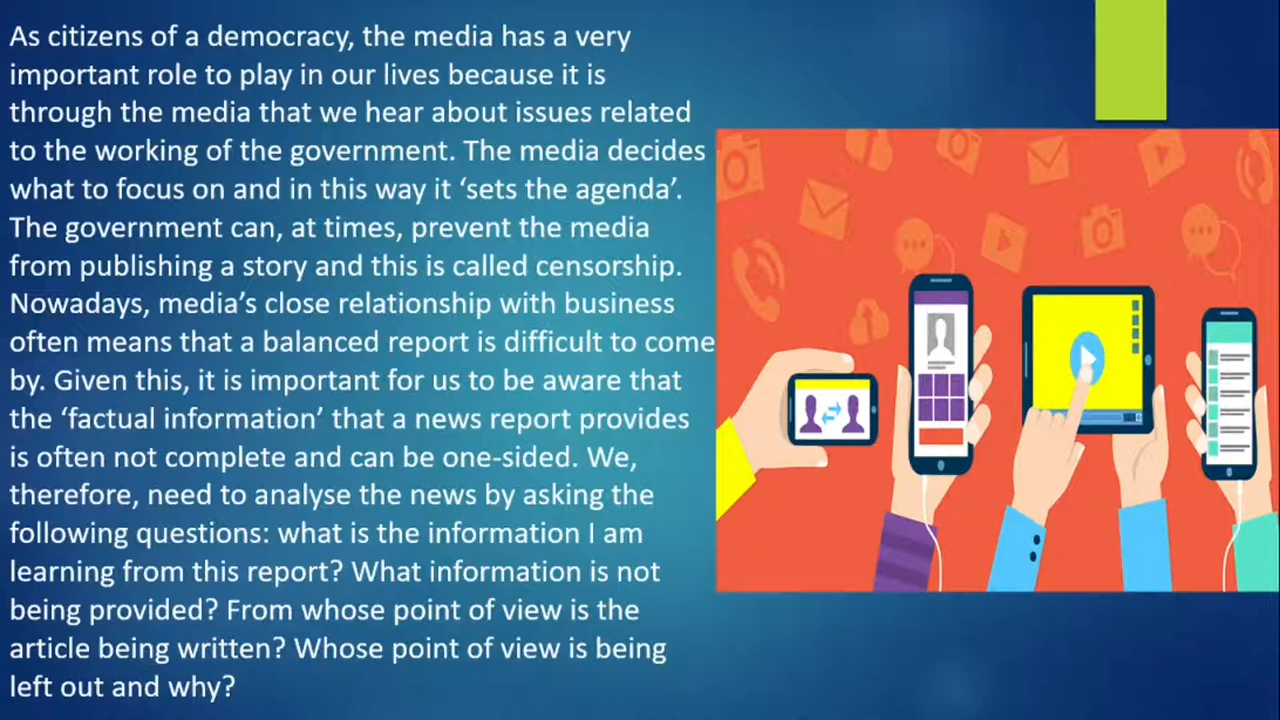 As citizens of a democracy, the media has a very
important role to play in our lives because it is
through the media that we hear about issues related
to the working of the government. The media decides
what to focus on and in this way it ‘sets the agenda’.
The government can, at times, prevent the media
from publishing a story and this is called censorship.
Nowadays, media’s close relationship with business
often means that a balanced report is difficult to come
by. Given this, it is important for us to be aware that
the ‘factual information’ that a news report provides
is often not complete and can be one-sided. We,
therefore, need to analyse the news by asking the
following questions: what is the information I am
learning from this report? What information is not
being provided? From whose point of view is the
article being written? Whose point of view is being
left out and why?